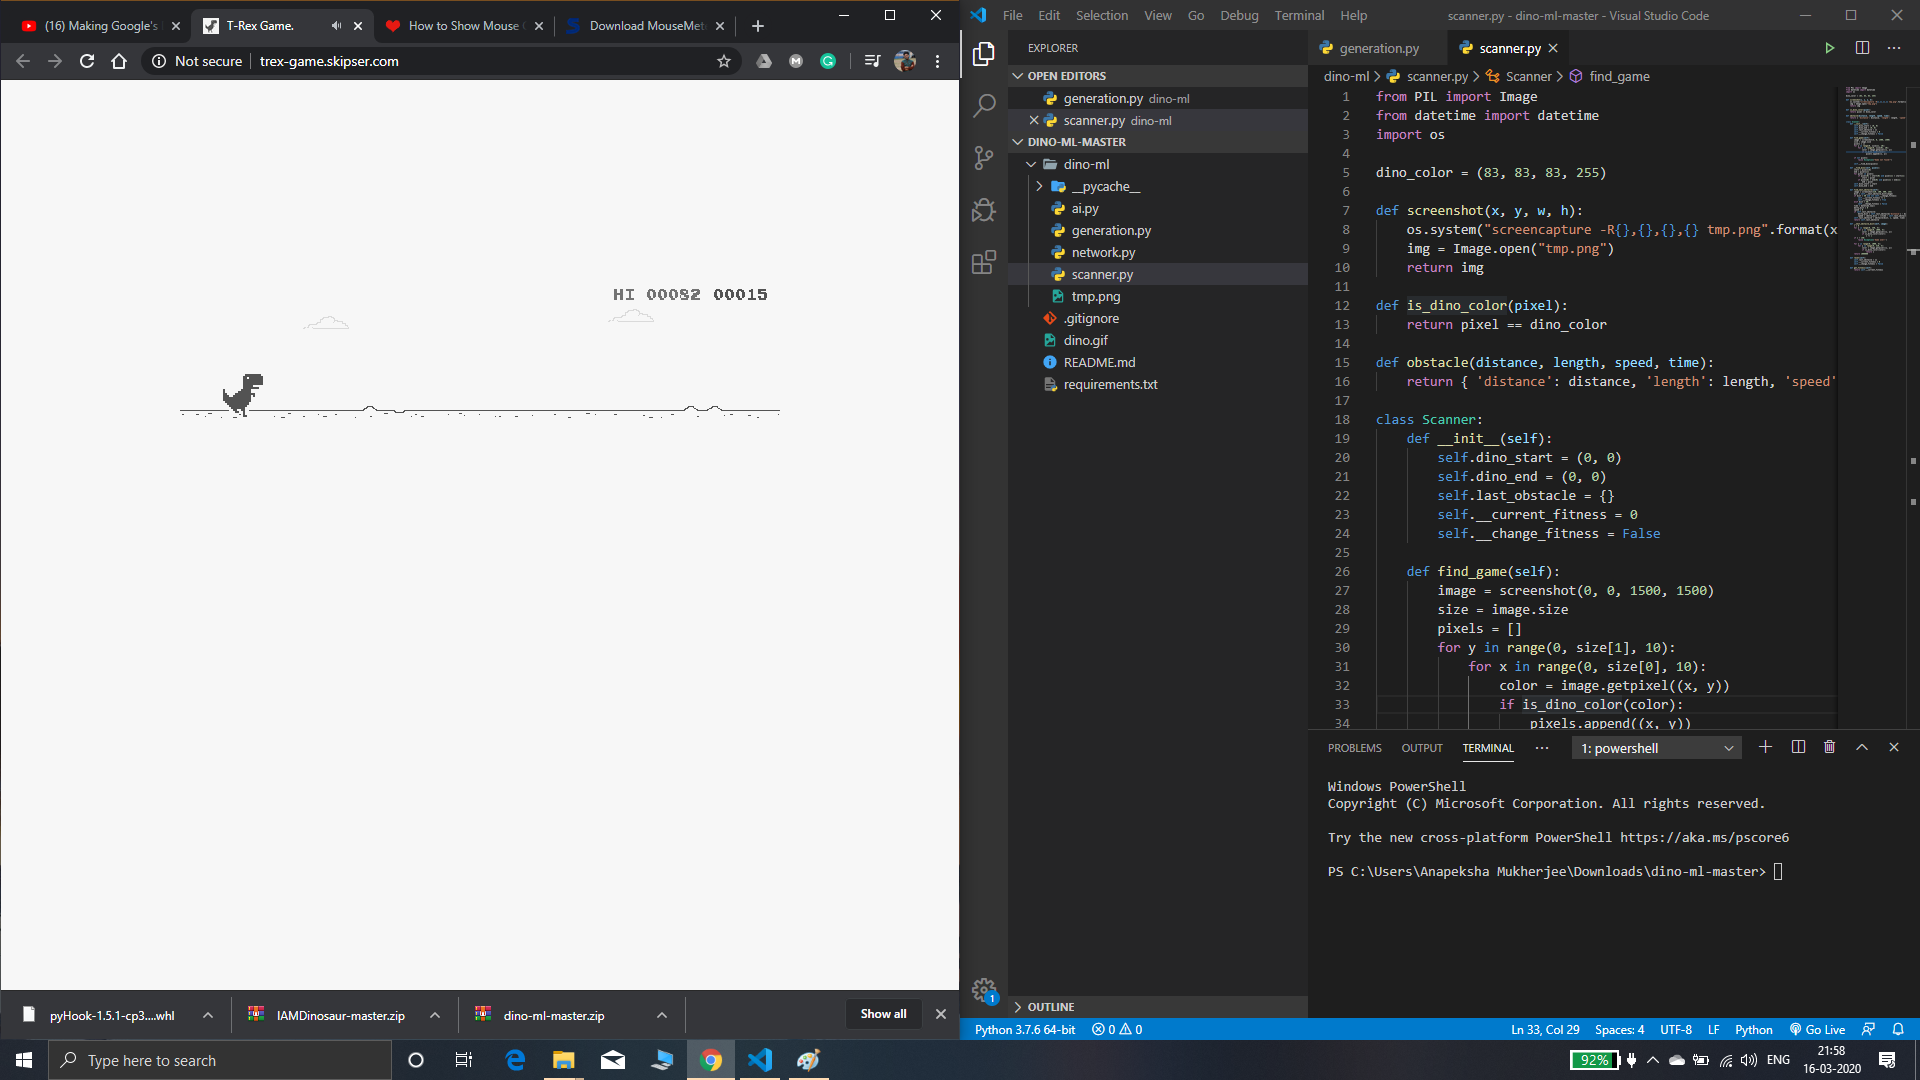 (16) Making Google's
T-Rex Game.
How to Show Mouse
Download MouseMet
Not secure
trex-game.skipser.com
HI 00082 00015
pyHook-1.5.1-cp3....whl
IAMDinosaur-master.zip
dino-ml-master.zip
Show all
File Edit Selection View Go Debug Terminal Help
scanner.py - dino-ml-master - Visual Studio Code
EXPLORER
OPEN EDITORS
generation.py dino-ml
scanner.py dino-ml
DINO-ML-MASTER
dino-ml
__pycache__
ai.py
generation.py
network.py
scanner.py
tmp.png
.gitignore
dino.gif
README.md
requirements.txt
OUTLINE
generation.py
scanner.py
dino-ml > scanner.py > Scanner > find_game
1 from PIL import Image
2 from datetime import datetime
3 import os
4
5 dino_color = (83, 83, 83, 255)
6
7 def screenshot(x, y, w, h):
8 os.system("screencapture -R{},{},{},{} tmp.png".format(x
9 img = Image.open("tmp.png")
10 return img
11
12 def is_dino_color(pixel):
13 return pixel == dino_color
14
15 def obstacle(distance, length, speed, time):
16 return { 'distance': distance, 'length': length, 'speed'
17
18 class Scanner:
19 def __init__(self):
20 self.dino_start = (0, 0)
21 self.dino_end = (0, 0)
22 self.last_obstacle = {}
23 self.__current_fitness = 0
24 self.__change_fitness = False
25
26 def find_game(self):
27 image = screenshot(0, 0, 1500, 1500)
28 size = image.size
29 pixels = []
30 for y in range(0, size[1], 10):
31 for x in range(0, size[0], 10):
32 color = image.getpixel((x, y))
33 if is_dino_color(color):
34 pixels.append((x, y))
PROBLEMS OUTPUT TERMINAL ··· 1: powershell
Windows PowerShell
Copyright (C) Microsoft Corporation. All rights reserved.
Try the new cross-platform PowerShell https://aka.ms/pscore6
PS C:\Users\Anapeksha Mukherjee\Downloads\dino-ml-master>
1
Python 3.7.6 64-bit 0 0
Ln 33, Col 29 Spaces: 4 UTF-8 LF Python Go Live
Type here to search
92%
ENG
21:58
16-03-2020